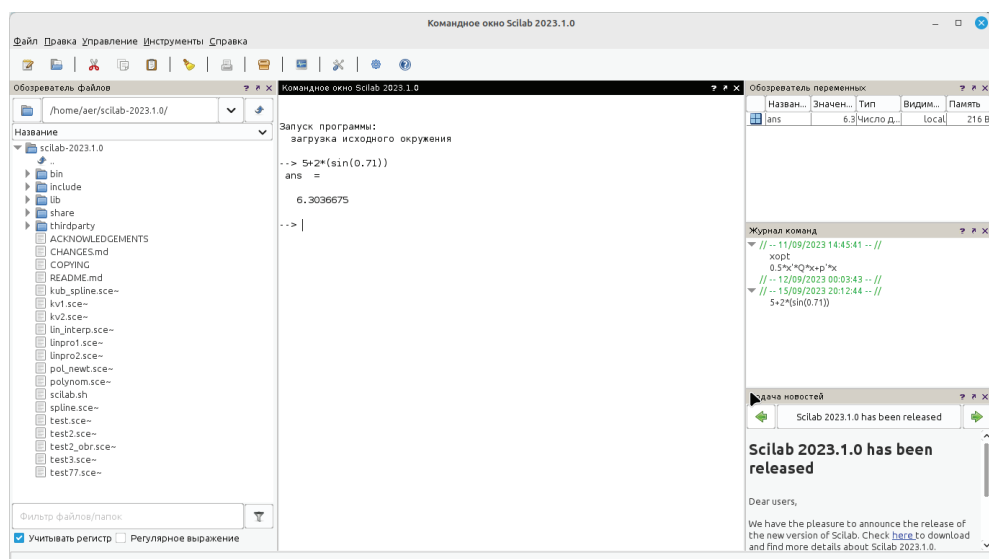 Командное окно Scilab 2023.1.0
Файл Правка Управление Инструменты Справка
Обозреватель файлов
/home/aer/scilab-2023.1.0/
Название
scilab-2023.1.0
..
bin
include
lib
share
thirdparty
ACKNOWLEDGEMENTS
CHANGES.md
COPYING
README.md
kub_spline.sce~
kv1.sce~
kv2.sce~
lin_interp.sce~
linpro1.sce~
linpro2.sce~
pol_newt.sce~
polynom.sce~
scilab.sh
spline.sce~
test.sce~
test2.sce~
test2_obr.sce~
test3.sce~
test77.sce~
Фильтр файлов/папок
Учитывать регистр Регулярное выражение
Командное окно Scilab 2023.1.0
Запуск программы:
загрузка исходного окружения
--> 5+2*(sin(0.71))
ans =
6.3036675
-->
Обозреватель переменных
Назван... Значен... Тип Видим... Память
ans 6.3 Число д... local 216 B
Журнал команд
// -- 11/09/2023 14:45:41 -- //
xopt
0.5*x'*Q*x+p'*x
// -- 12/09/2023 00:03:43 -- //
// -- 15/09/2023 20:12:44 -- //
5+2*(sin(0.71))
новостей
Scilab 2023.1.0 has been released
Scilab 2023.1.0 has been
released
Dear users,
We have the pleasure to announce the release of
the new version of Scilab. Check here to download
and find more details about Scilab 2023.1.0.